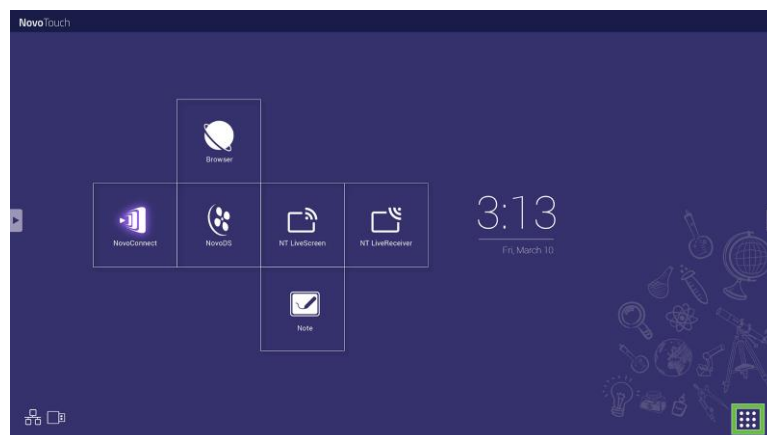 NovoTouch
Browser
NovoConnect
NovoDS
NT LiveScreen
NT LiveReceiver
3:13
Fri, March 10
Note